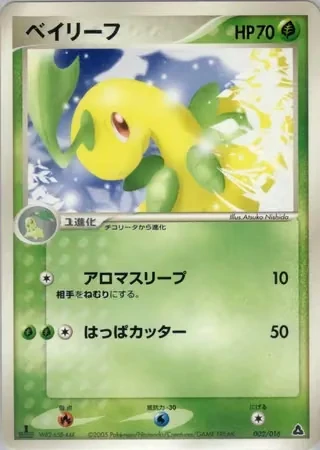 ベイリーフ HP70
Illus. Atsuko Nishida
1進化
チコリータから進化
アロマスリープ 10
相手をねむりにする。
はっぱカッター 50
弱点 抵抗力 -30 にげる
1
©2005 Pokémon/Nintendo/Creatures/GAME FREAK.
002/016